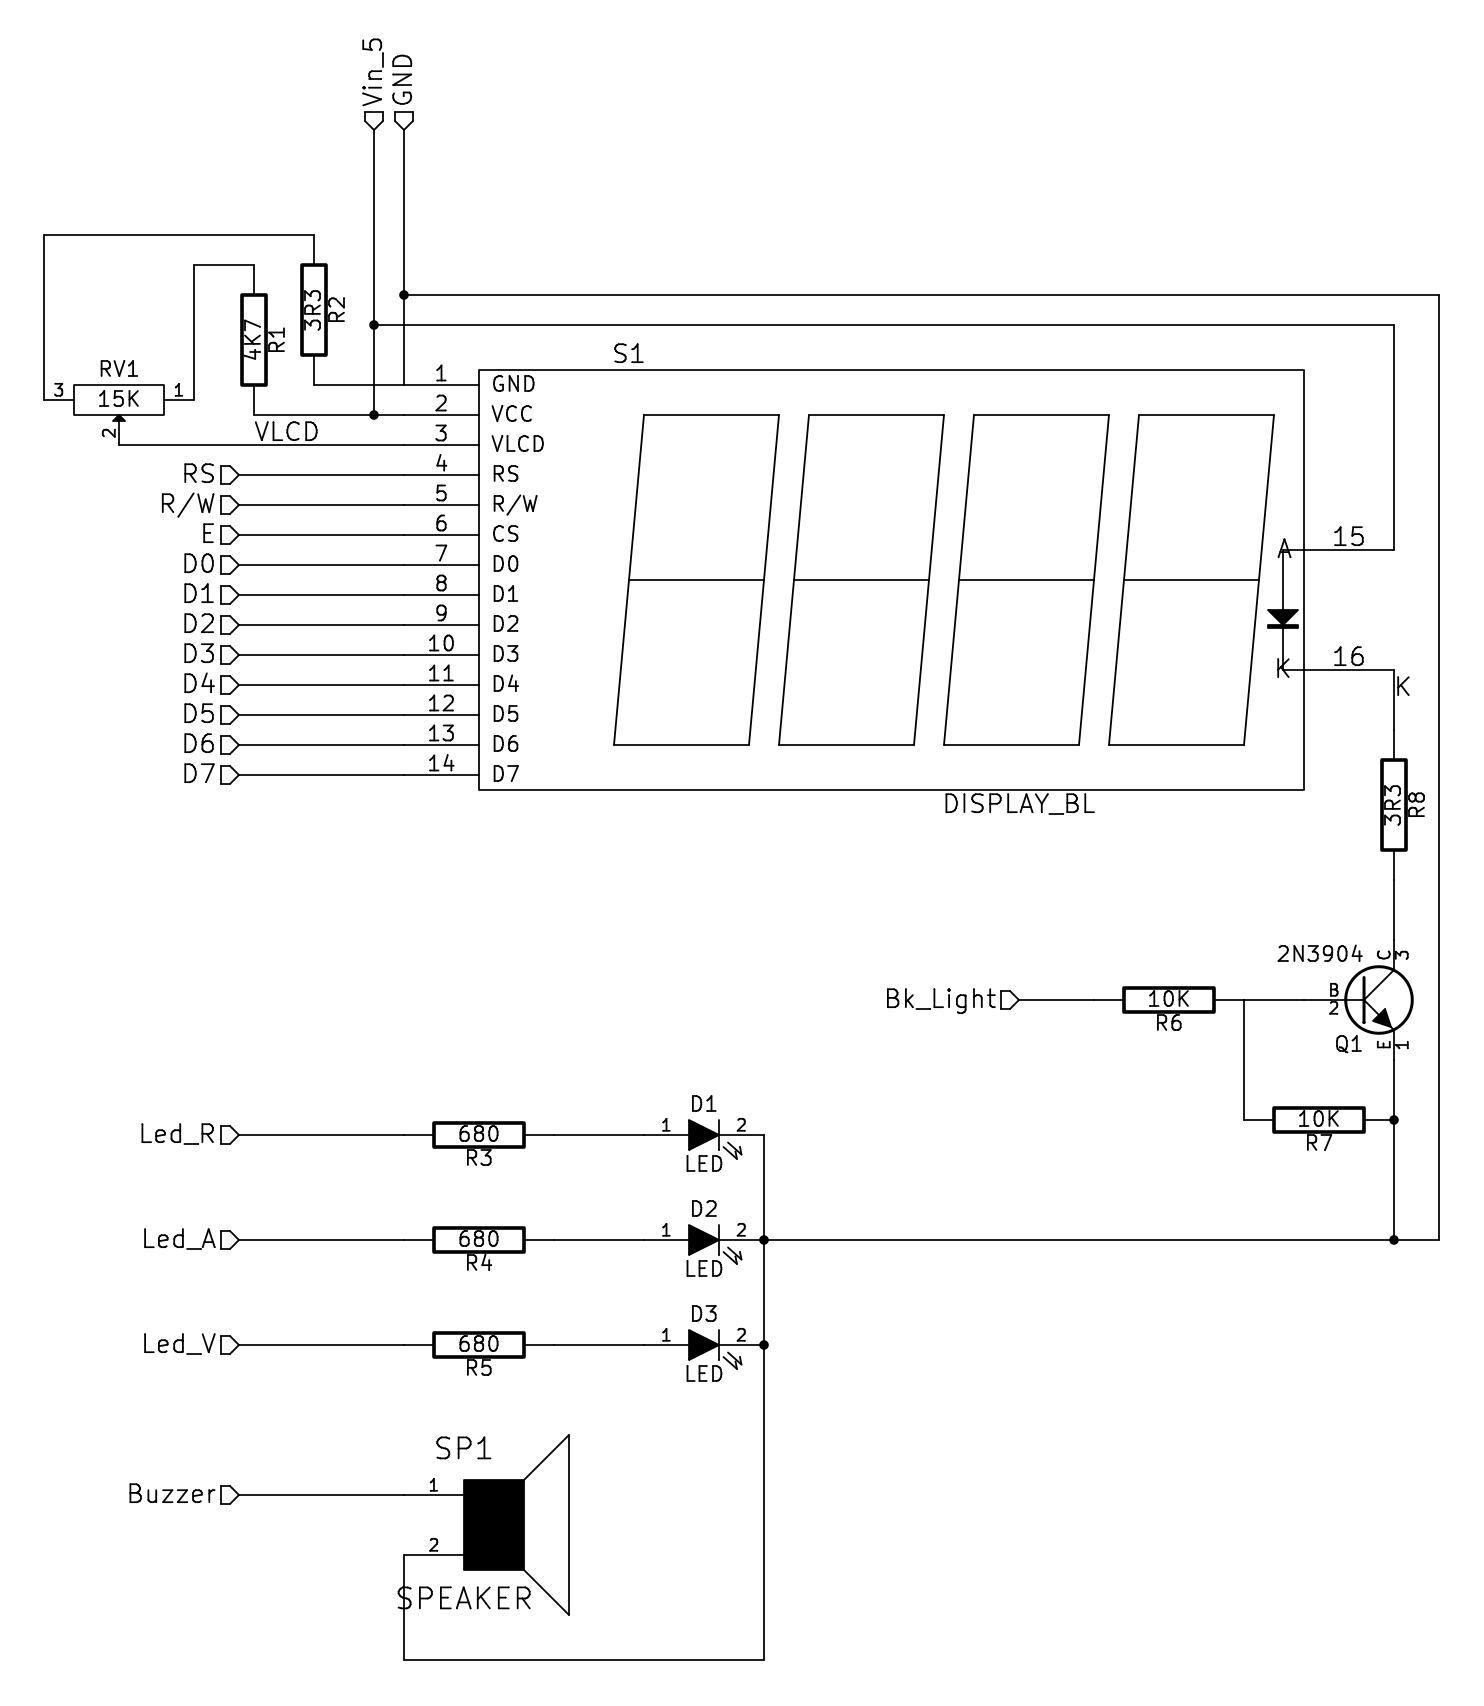 Vin_5
GND
3R3
R2
4K7
R1
RV1
3
15K
1
2
VLCD
S1
1
GND
2
VCC
3
VLCD
RS
4
RS
R/W
5
R/W
E
6
CS
D0
7
D0
D1
8
D1
D2
9
D2
D3
10
D3
D4
11
D4
D5
12
D5
D6
13
D6
D7
14
D7
A
15
K
16
K
DISPLAY_BL
3R3
R8
2N3904
C
3
Bk_Light
10K
R6
B
2
Q1
E
1
10K
R7
D1
Led_R
680
R3
1
2
LED
D2
Led_A
680
R4
1
2
LED
D3
Led_V
680
R5
1
2
LED
SP1
Buzzer
1
2
SPEAKER